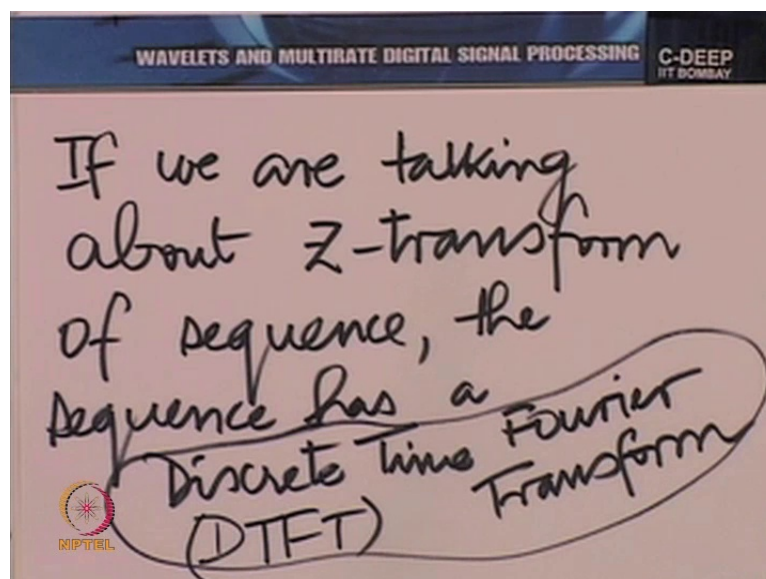 WAVELETS AND MULTIRATE DIGITAL SIGNAL PROCESSING
C-DEEP
IIT BOMBAY
If we are talking
about Z-transform
of sequence, the
sequence has a
Discrete Time Fourier
Transform
(DTFT)
NPTEL